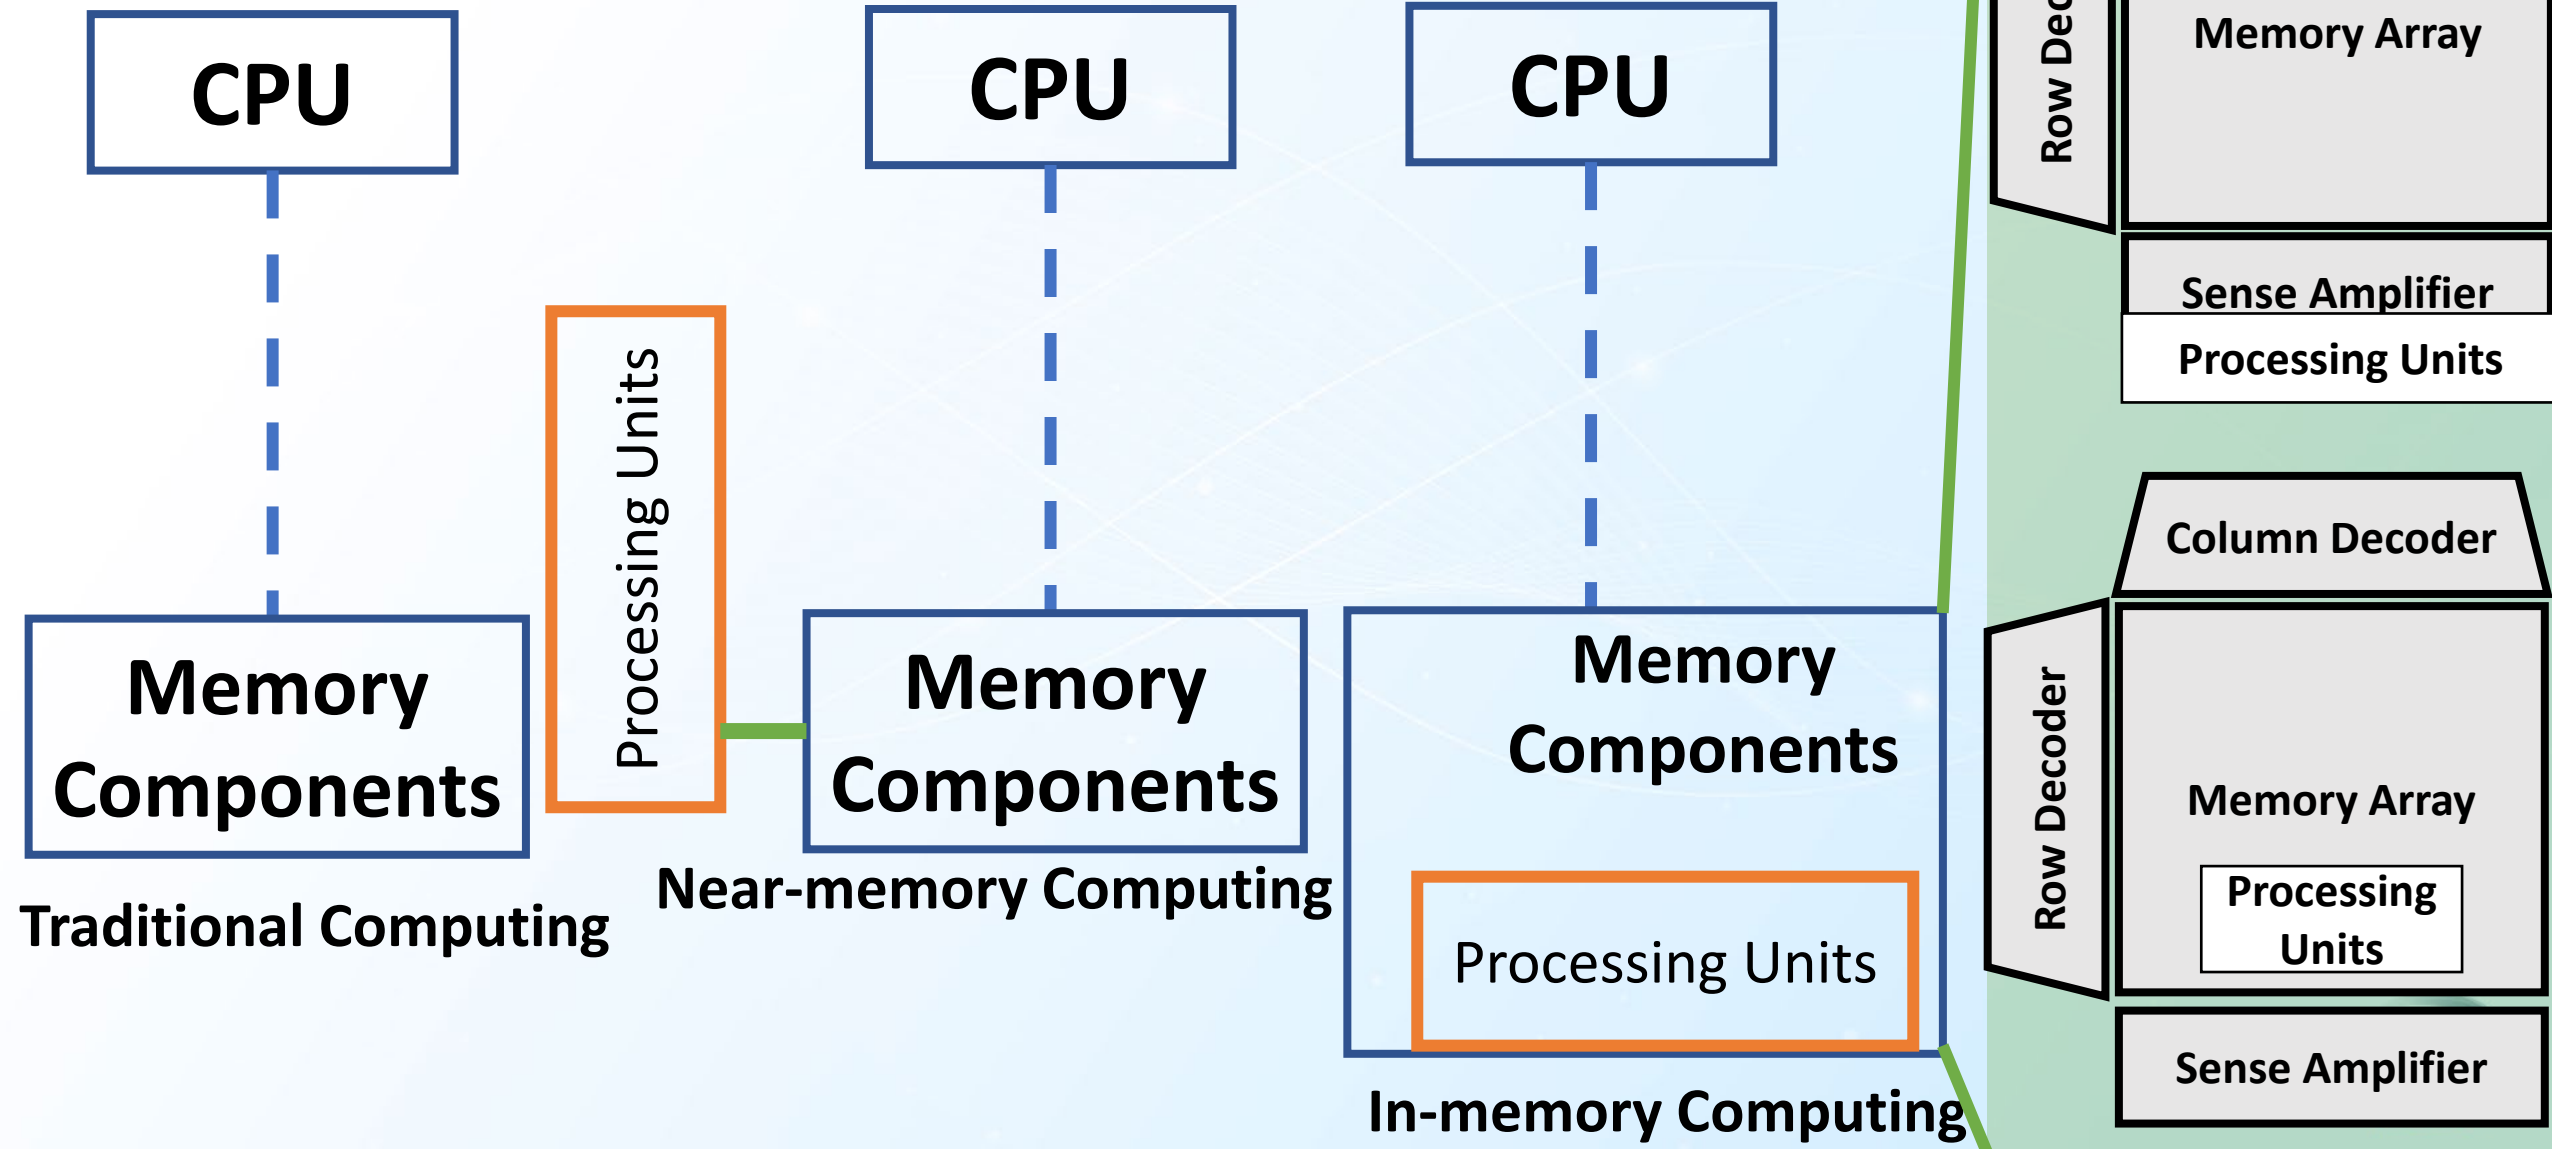 CPU
Memory
Components
Traditional Computing
Processing Units
CPU
Memory
Components
Near-memory Computing
CPU
Memory
Components
Processing Units
In-memory Computing
Row
Memory Array
Sense Amplifier
Processing Units
Column Decoder
Row Decoder
Memory Array
Processing
Units
Sense Amplifier